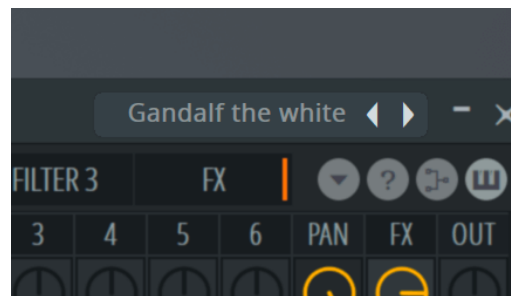 Gandalf the white
FILTER 3 FX
?
3 4 5 6 PAN FX OUT